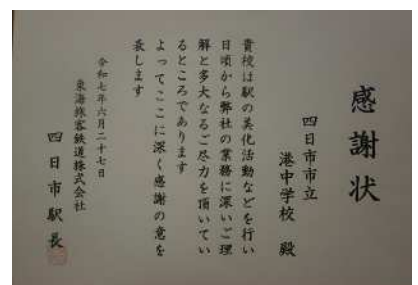 感謝状
四日市市立
港中学校 殿
貴校は駅の美化活動などを行い
日頃から弊社の業務に深いご理
解と多大なるご尽力を頂いてい
るところであります
よってここに深く感謝の意を
表します
令和七年六月二十七日
東海旅客鉄道株式会社
四日市駅長